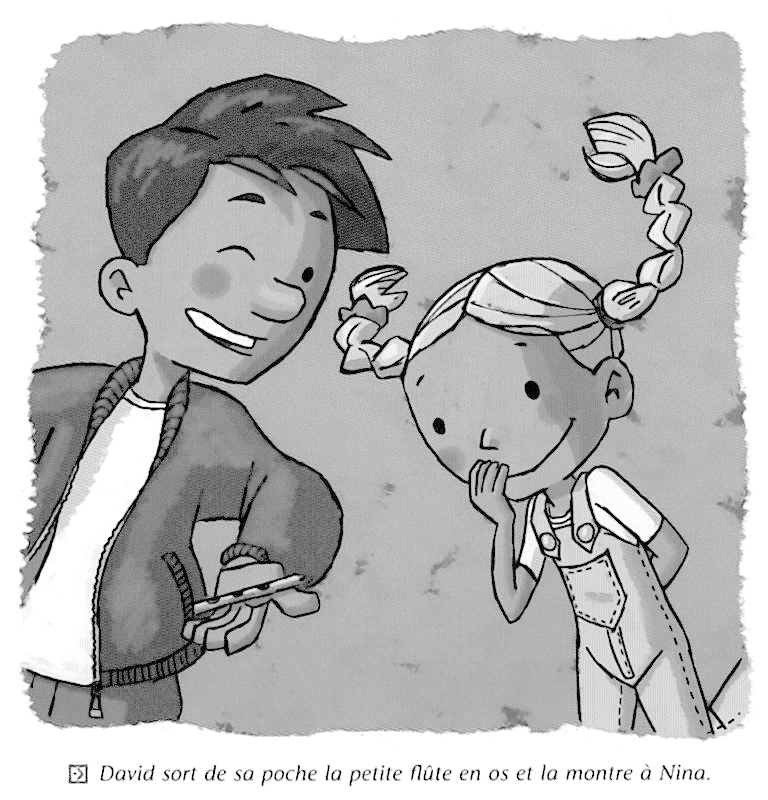 David sort de sa poche la petite flûte en os et la montre à Nina.